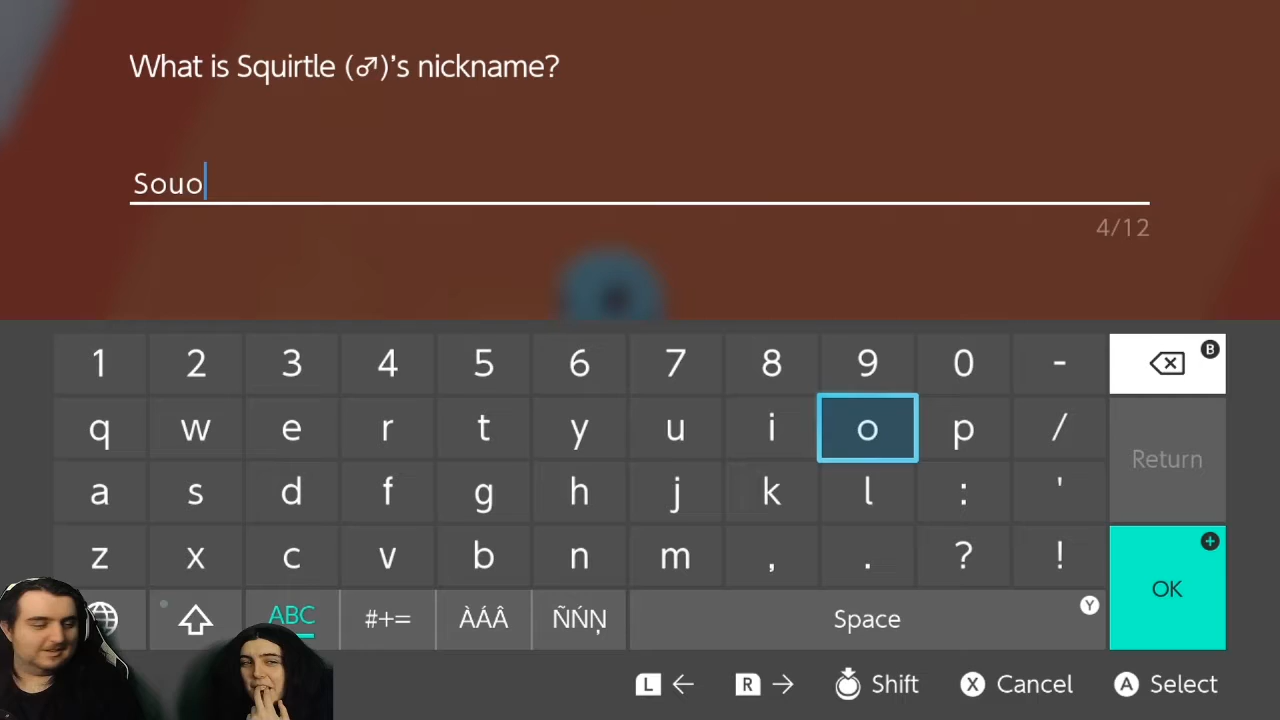 What is Squirtle (♂)'s nickname?
Souo
4/12
1 2 3 4 5 6 7 8 9 0 - B
q w e r t y u i o p /
Return
a s d f g h j k l : '
z x c v b n m , . ? ! +
OK
ABC #+= ÀÁÂ ÑŃŅ Space Y
L ← R → Shift X Cancel A Select